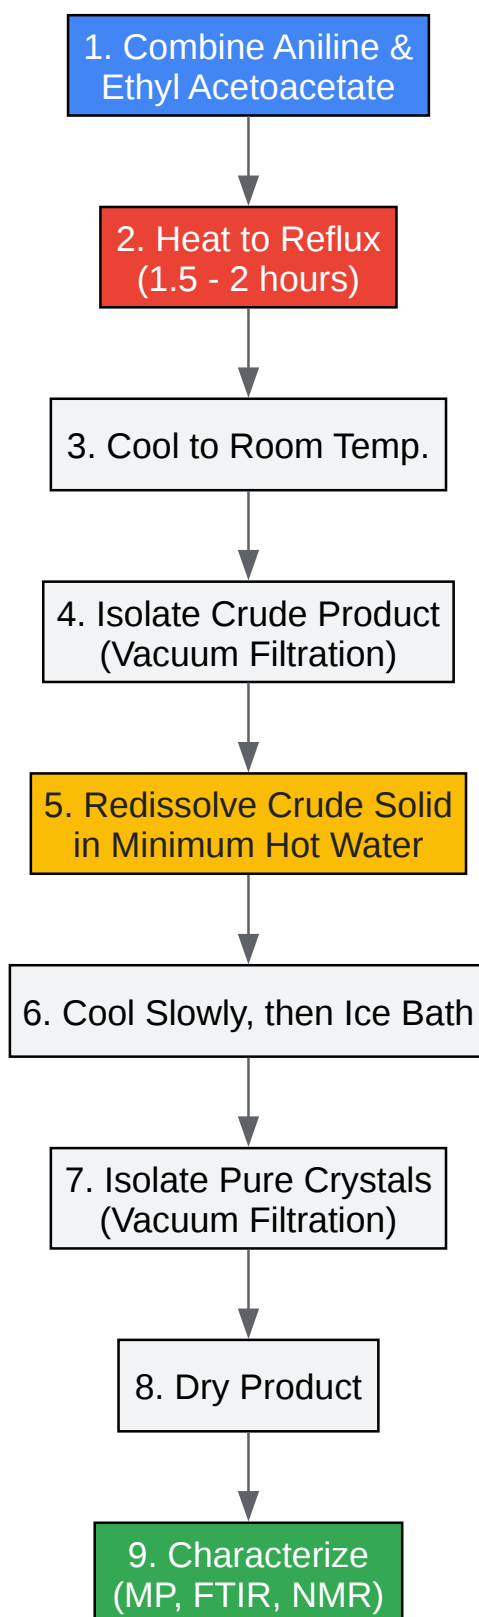 1. Combine Aniline &
Ethyl Acetoacetate
2. Heat to Reflux
(1.5 - 2 hours)
3. Cool to Room Temp.
4. Isolate Crude Product
(Vacuum Filtration)
5. Redissolve Crude Solid
in Minimum Hot Water
6. Cool Slowly, then Ice Bath
7. Isolate Pure Crystals
(Vacuum Filtration)
8. Dry Product
9. Characterize
(MP, FTIR, NMR)